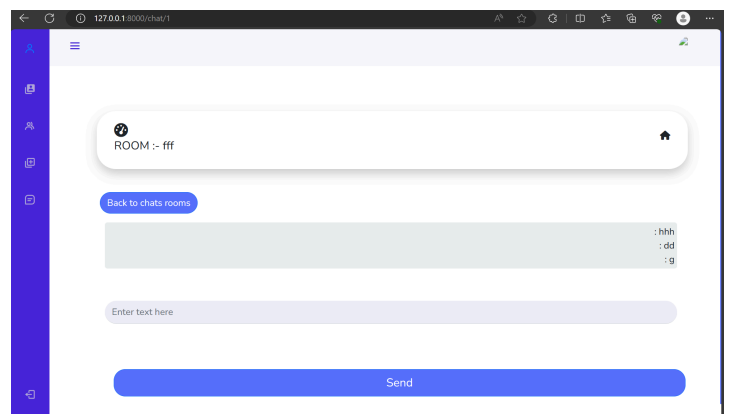 127.0.0.1:8000/chat/1
ROOM :- fff
Back to chats rooms
: hhh
: dd
: g
Enter text here
Send